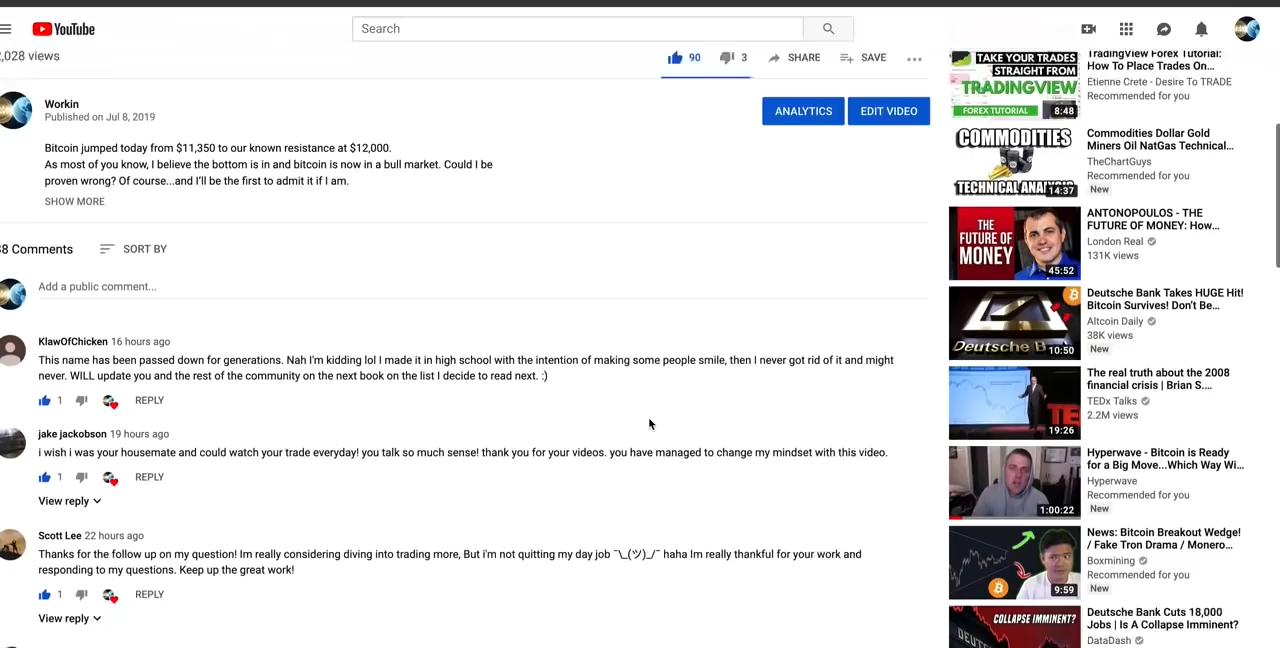 YouTube
Search
,028 views
90
3
SHARE
SAVE
Workin
Published on Jul 8, 2019
ANALYTICS
EDIT VIDEO
Bitcoin jumped today from $11,350 to our known resistance at $12,000.
As most of you know, I believe the bottom is in and bitcoin is now in a bull market. Could I be
proven wrong? Of course...and I'll be the first to admit it if I am.
SHOW MORE
8 Comments
SORT BY
Add a public comment...
KlawOfChicken 16 hours ago
This name has been passed down for generations. Nah I'm kidding lol I made it in high school with the intention of making some people smile, then I never got rid of it and might
never. WILL update you and the rest of the community on the next book on the list I decide to read next. :)
1
REPLY
jake jackobson 19 hours ago
i wish i was your housemate and could watch your trade everyday! you talk so much sense! thank you for your videos. you have managed to change my mindset with this video.
1
REPLY
View reply
Scott Lee 22 hours ago
Thanks for the follow up on my question! Im really considering diving into trading more, But i'm not quitting my day job ¯\_(ツ)_/¯ haha Im really thankful for your work and
responding to my questions. Keep up the great work!
1
REPLY
View reply
TAKE YOUR TRADES
STRAIGHT FROM
TRADINGVIEW
FOREX TUTORIAL
8:48
TradingView Forex Tutorial:
How To Place Trades On...
Etienne Crete - Desire To TRADE
Recommended for you
COMMODITIES
TECHNICAL ANA
14:37
Commodities Dollar Gold
Miners Oil NatGas Technical...
TheChartGuys
Recommended for you
New
THE
FUTURE OF
MONEY
45:52
ANTONOPOULOS - THE
FUTURE OF MONEY: How...
London Real
131K views
Deutsche B
10:50
Deutsche Bank Takes HUGE Hit!
Bitcoin Survives! Don't Be...
Altcoin Daily
38K views
New
TE
19:26
The real truth about the 2008
financial crisis | Brian S....
TEDx Talks
2.2M views
1:00:22
Hyperwave - Bitcoin is Ready
for a Big Move...Which Way Wi...
Hyperwave
Recommended for you
New
9:59
News: Bitcoin Breakout Wedge!
/ Fake Tron Drama / Monero...
Boxmining
Recommended for you
New
COLLAPSE IMMINENT?
DEUT
Deutsche Bank Cuts 18,000
Jobs | Is A Collapse Imminent?
DataDash